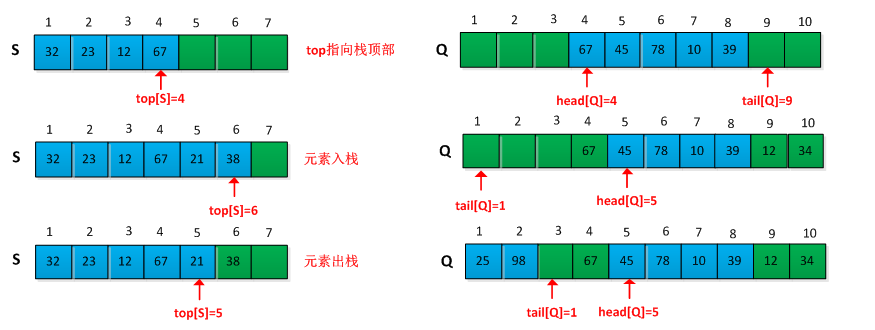 1 2 3 4 5 6 7
S 32 23 12 67 top指向栈顶部
top[S]=4
1 2 3 4 5 6 7
S 32 23 12 67 21 38 元素入栈
top[S]=6
1 2 3 4 5 6 7
S 32 23 12 67 21 38 元素出栈
top[S]=5
1 2 3 4 5 6 7 8 9 10
Q 67 45 78 10 39
head[Q]=4 tail[Q]=9
1 2 3 4 5 6 7 8 9 10
Q 67 45 78 10 39 12 34
tail[Q]=1 head[Q]=5
1 2 3 4 5 6 7 8 9 10
Q 25 98 67 45 78 10 39 12 34
tail[Q]=1 head[Q]=5